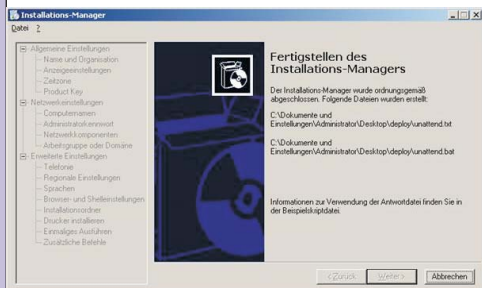 Installations-Manager
Datei ?
Allgemeine Einstellungen
Name und Organisation
Anzeigeeinstellungen
Zeitzone
Product Key
Netzwerkeinstellungen
Computernamen
Administratorkennwort
Netzwerkkomponenten
Arbeitsgruppe oder Domäne
Erweiterte Einstellungen
Telefonie
Regionale Einstellungen
Sprachen
Browser- und Shelleinstellungen
Installationsordner
Drucker installieren
Einmaliges Ausführen
Zusätzliche Befehle
Fertigstellen des
Installations-Managers
Der Installations-Manager wurde ordnungsgemäß
abgeschlossen. Folgende Dateien wurden erstellt:
C:\Dokumente und
Einstellungen\Administrator\Desktop\deploy\unattend.txt
C:\Dokumente und
Einstellungen\Administrator\Desktop\deploy\unattend.bat
Informationen zur Verwendung der Antwortdatei finden Sie in
der Beispielskriptdatei.
< Zurück
Weiter >
Abbrechen